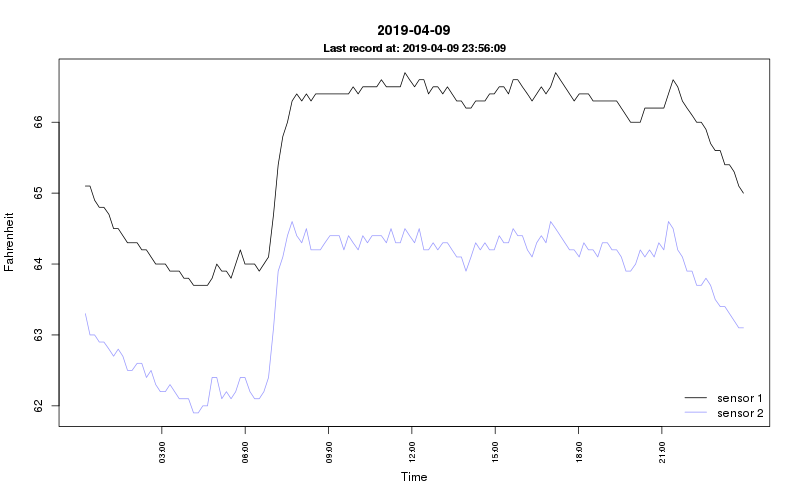 2019-04-09
Last record at: 2019-04-09 23:56:09
Fahrenheit
66
65
64
63
62
sensor 1
sensor 2
03:00 06:00 09:00 12:00 15:00 18:00 21:00
Time